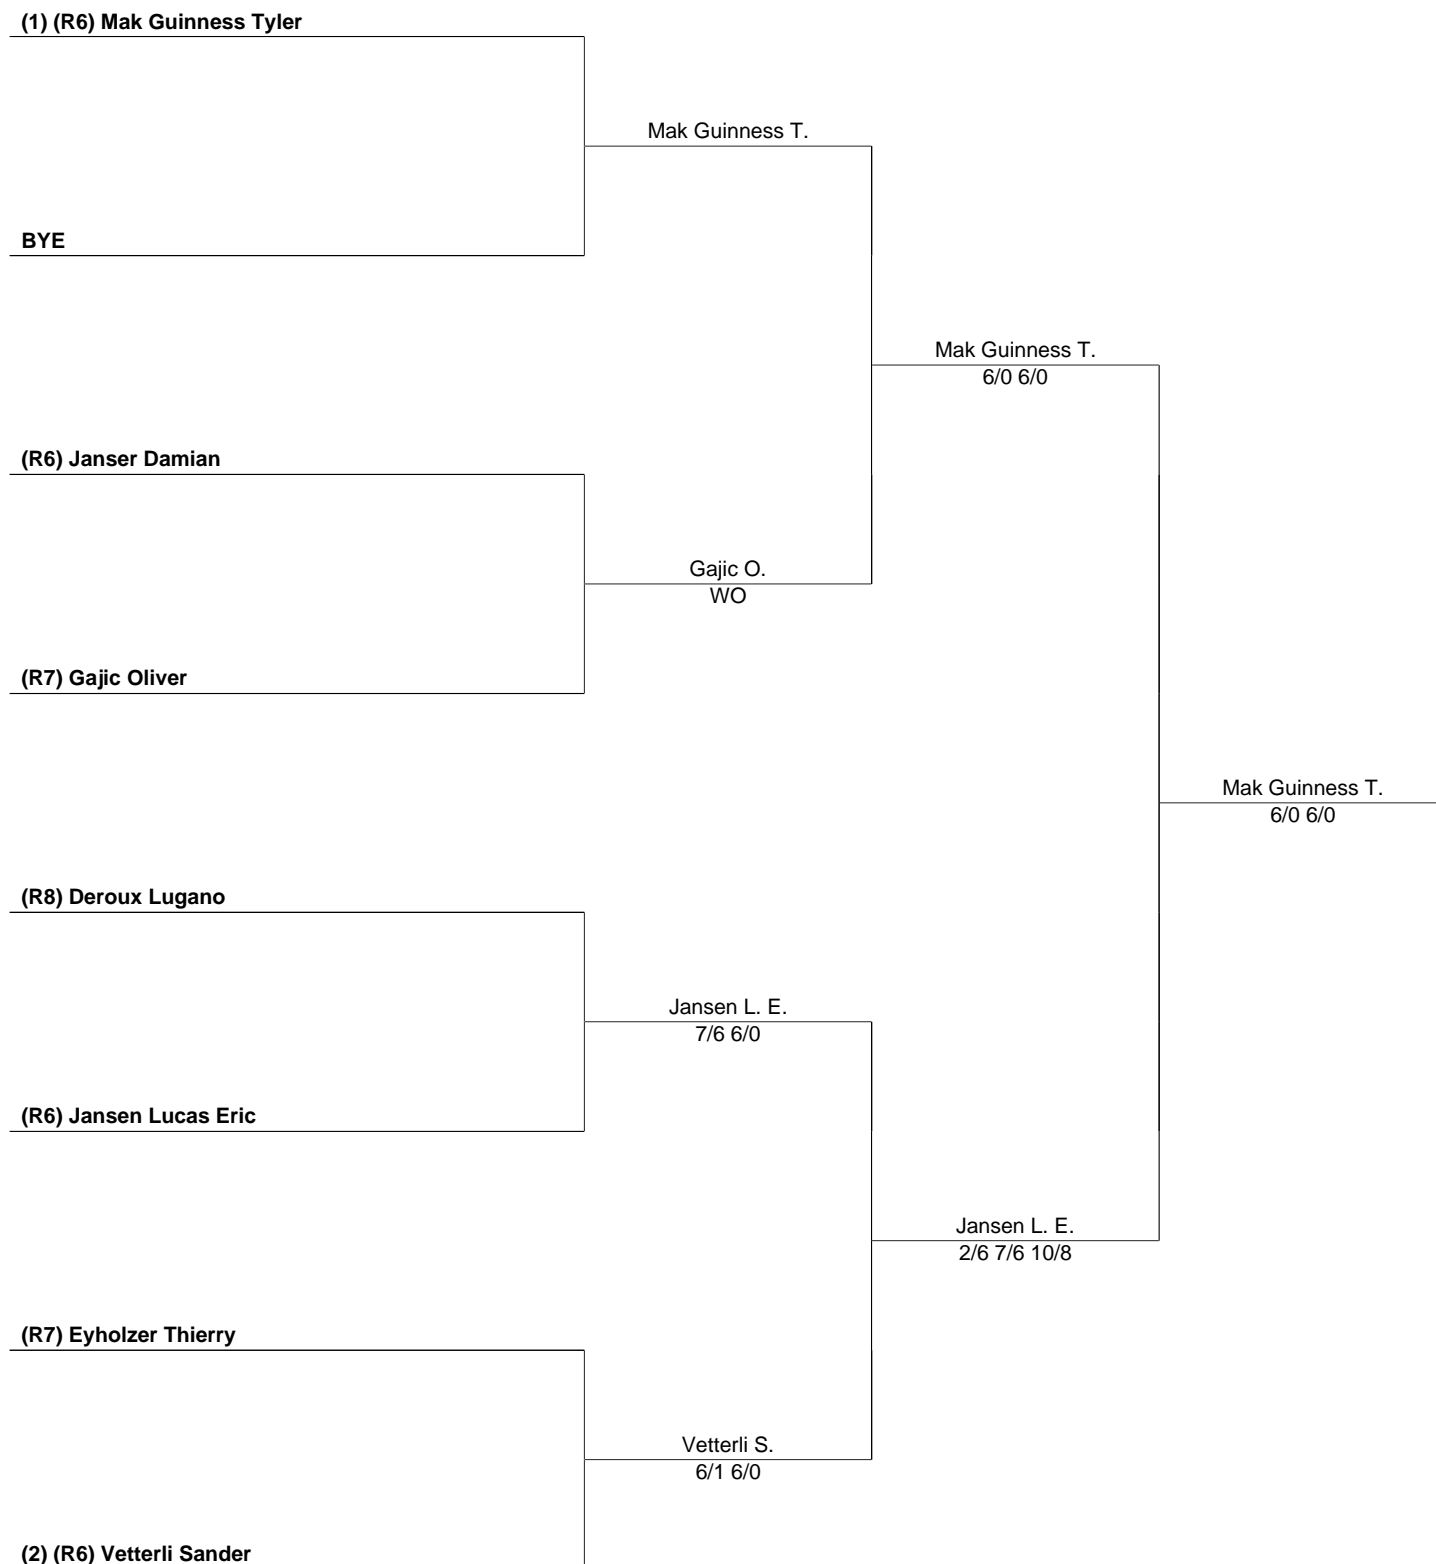 (1) (R6) Mak Guinness Tyler
Mak Guinness T.
BYE
Mak Guinness T.
6/0 6/0
(R6) Janser Damian
Gajic O.
WO
(R7) Gajic Oliver
Mak Guinness T.
6/0 6/0
(R8) Deroux Lugano
Jansen L. E.
7/6 6/0
(R6) Jansen Lucas Eric
Jansen L. E.
2/6 7/6 10/8
(R7) Eyholzer Thierry
Vetterli S.
6/1 6/0
(2) (R6) Vetterli Sander